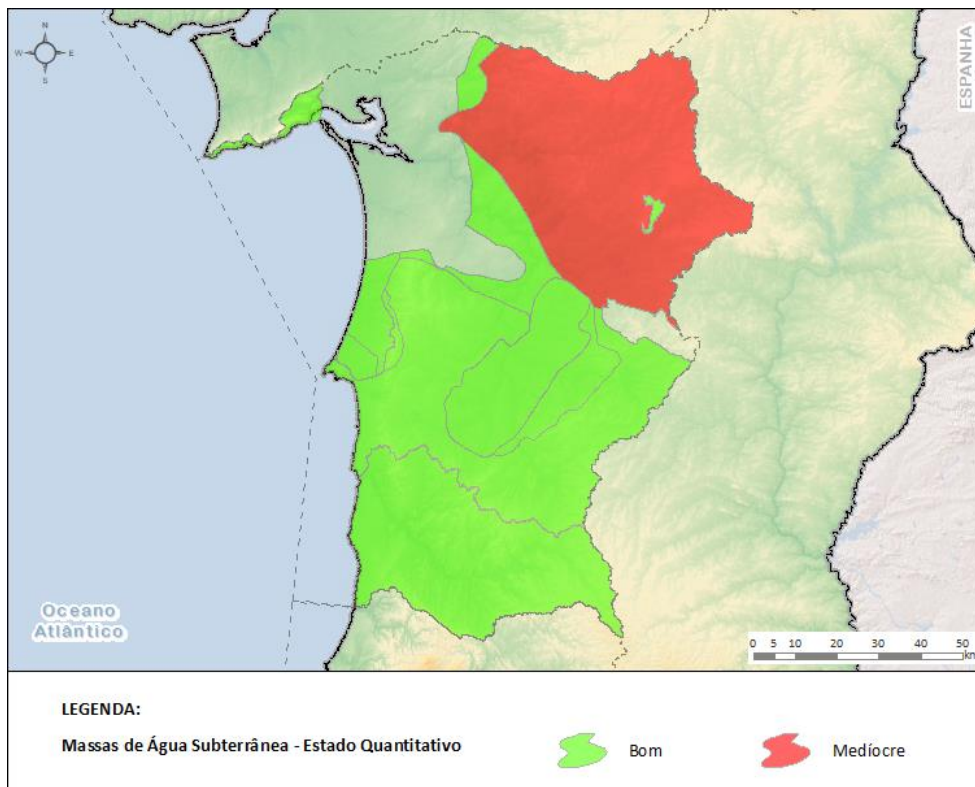 N
W E
S
ESPANHA
Oceano
Atlântico
0 5 10 20 30 40 50
km
LEGENDA:
Massas de Água Subterrânea - Estado Quantitativo
Bom
Medíocre